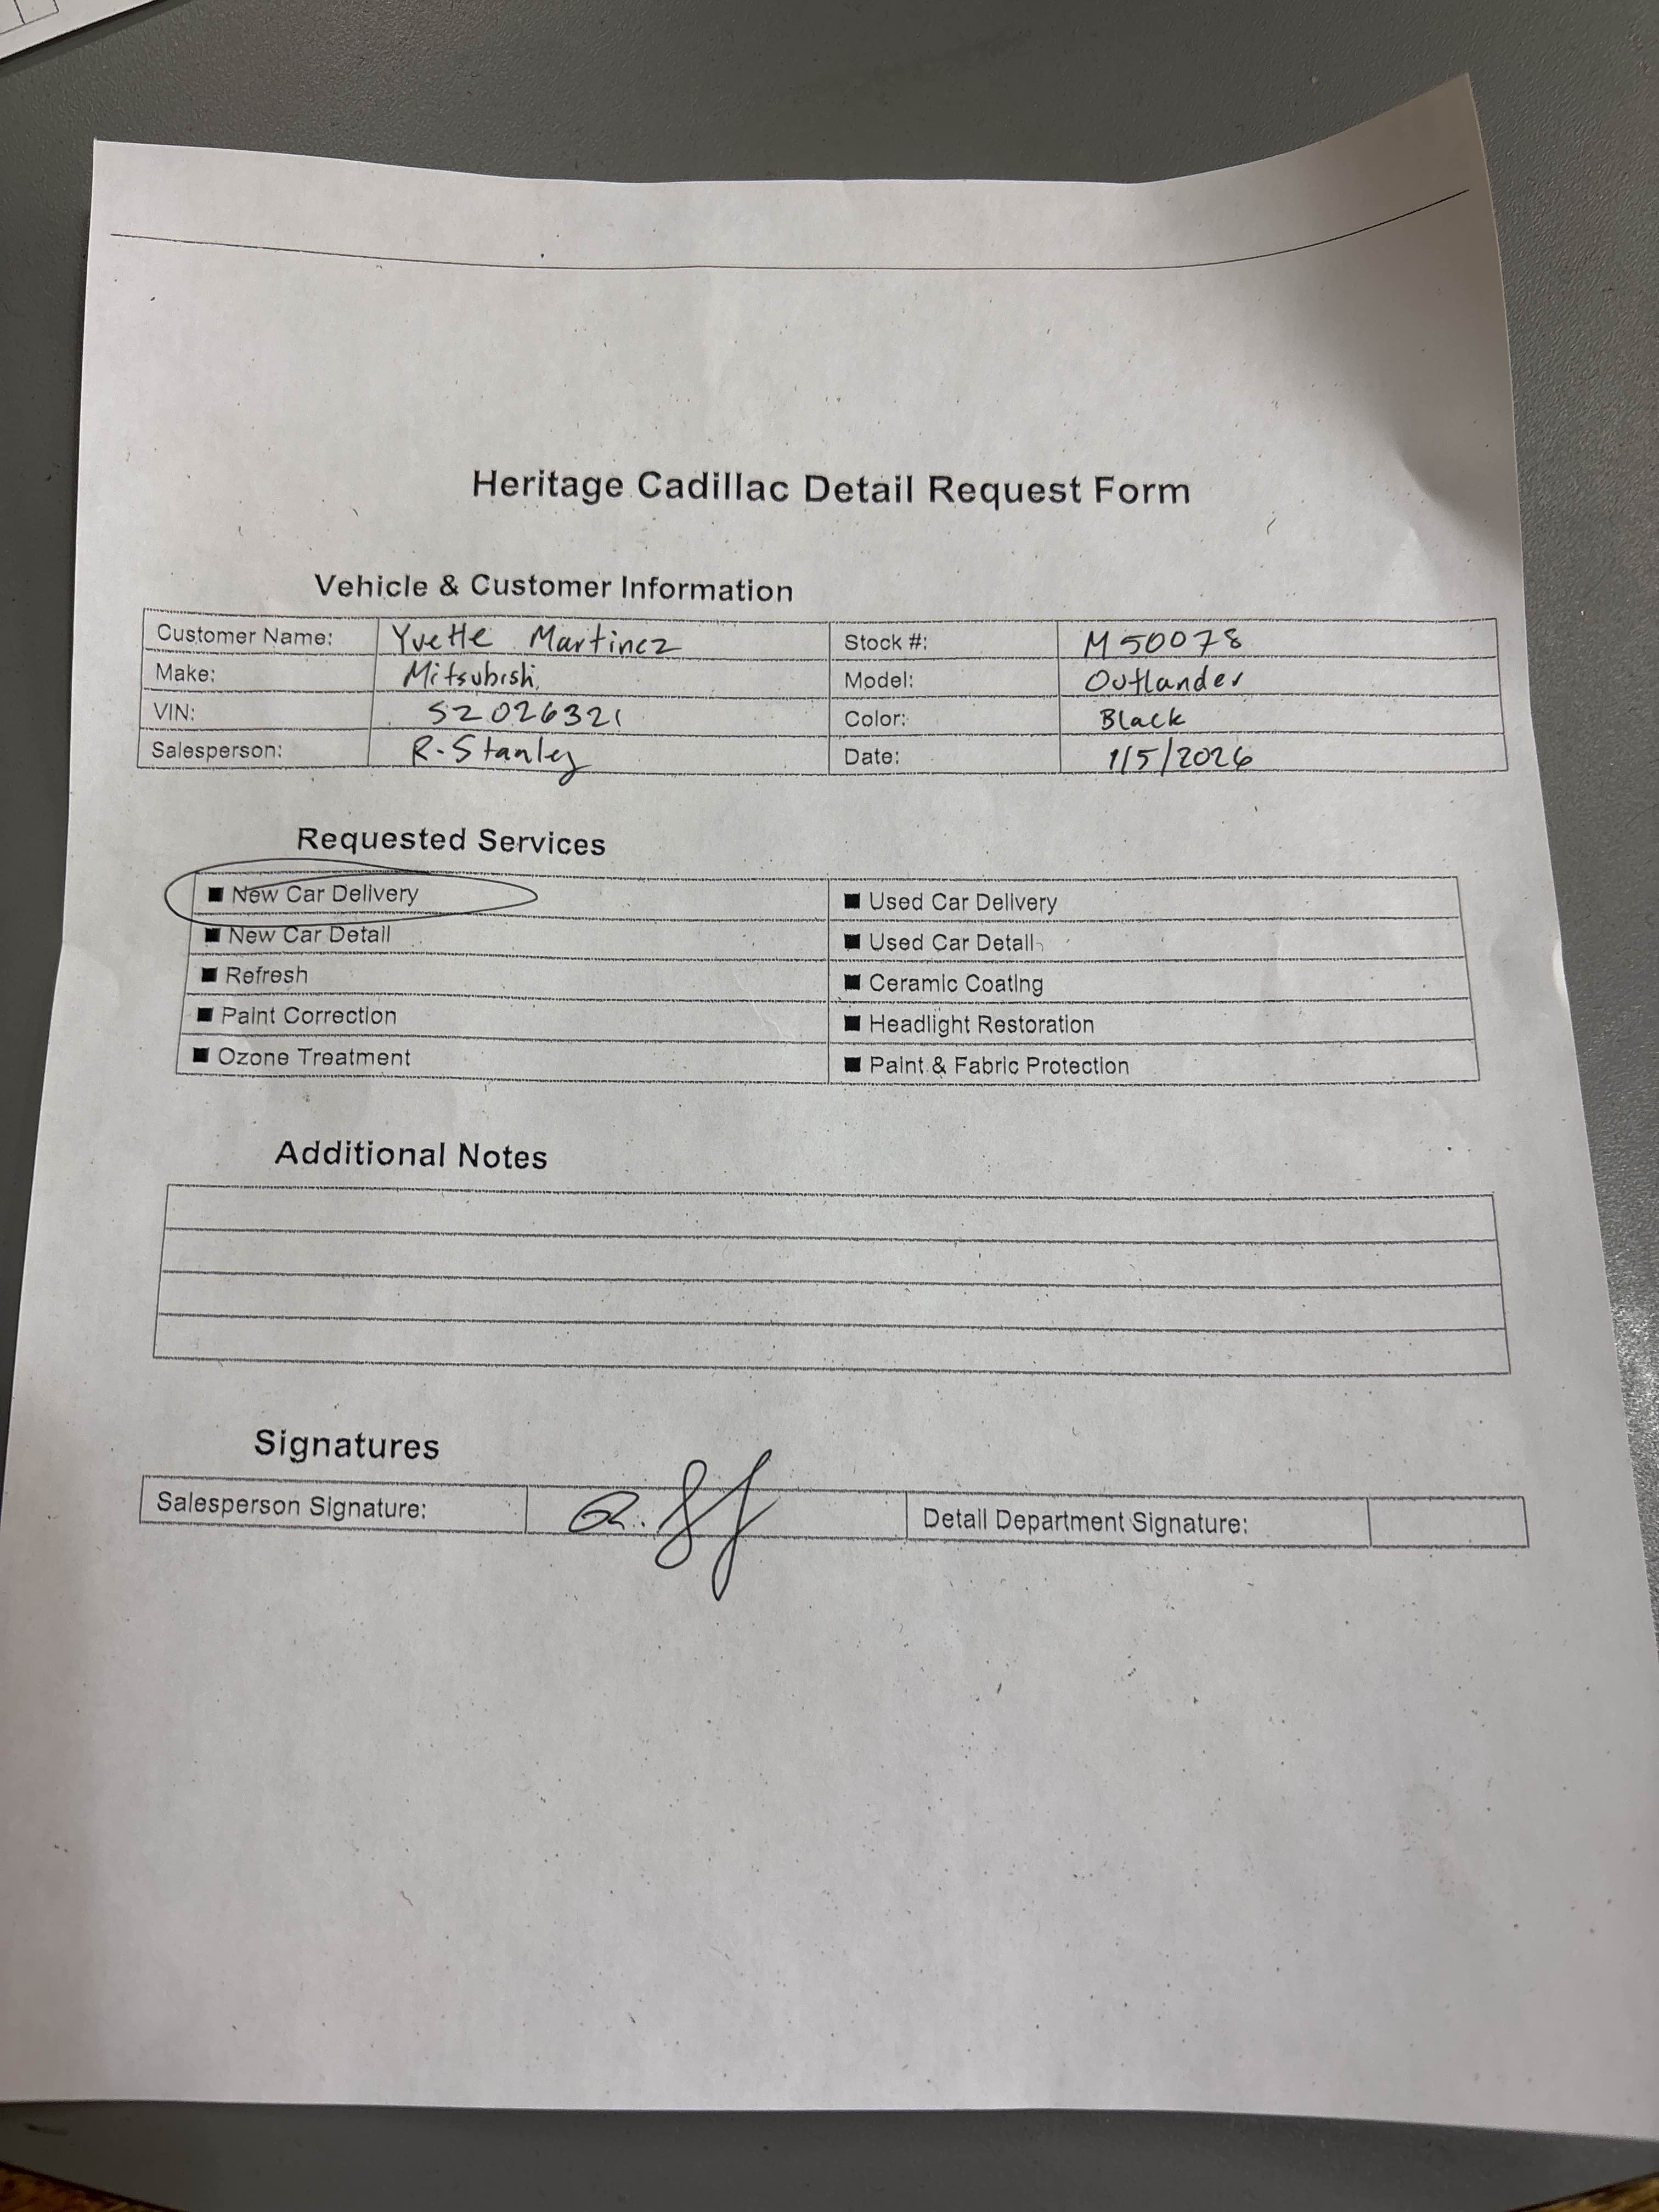 Heritage Cadillac Detail Request Form
Vehicle & Customer Information
Customer Name: Yvette Martinez Stock #: M50078
Make: Mitsubishi Model: Outlander
VIN: SZ026321 Color: Black
Salesperson: R. Stanley Date: 1/5/2026
Requested Services
■ New Car Delivery ■ Used Car Delivery
■ New Car Detail ■ Used Car Detail
■ Refresh ■ Ceramic Coating
■ Paint Correction ■ Headlight Restoration
■ Ozone Treatment ■ Paint & Fabric Protection
Additional Notes
Signatures
Salesperson Signature: Detail Department Signature: